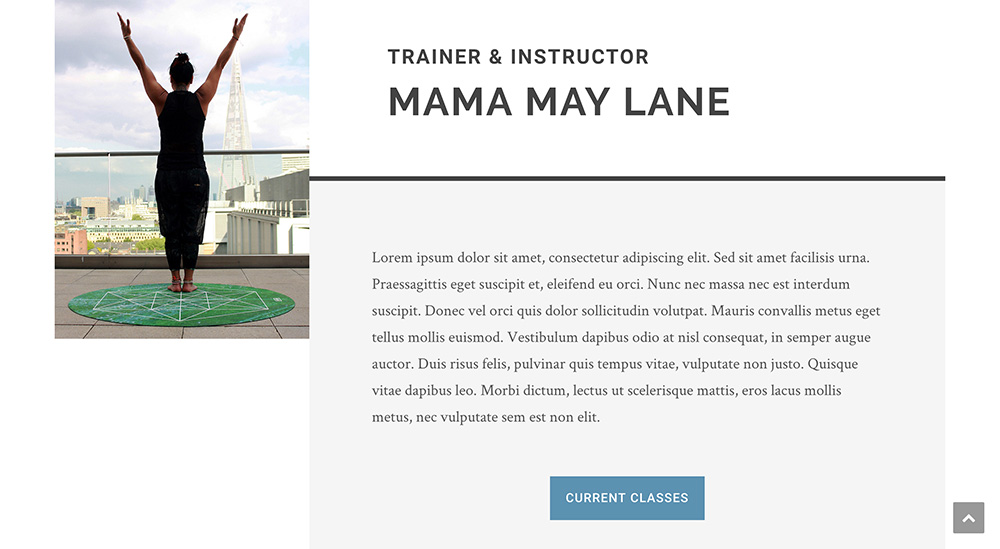 TRAINER & INSTRUCTOR
MAMA MAY LANE
Lorem ipsum dolor sit amet, consectetur adipiscing elit. Sed sit amet facilisis urna.
Praessagittis eget suscipit et, eleifend eu orci. Nunc nec massa nec est interdum
suscipit. Donec vel orci quis dolor sollicitudin volutpat. Mauris convallis metus eget
tellus mollis euismod. Vestibulum dapibus odio at nisl consequat, in semper augue
auctor. Duis risus felis, pulvinar quis tempus vitae, vulputate non justo. Quisque
vitae dapibus leo. Morbi dictum, lectus ut scelerisque mattis, eros lacus mollis
metus, nec vulputate sem est non elit.
CURRENT CLASSES